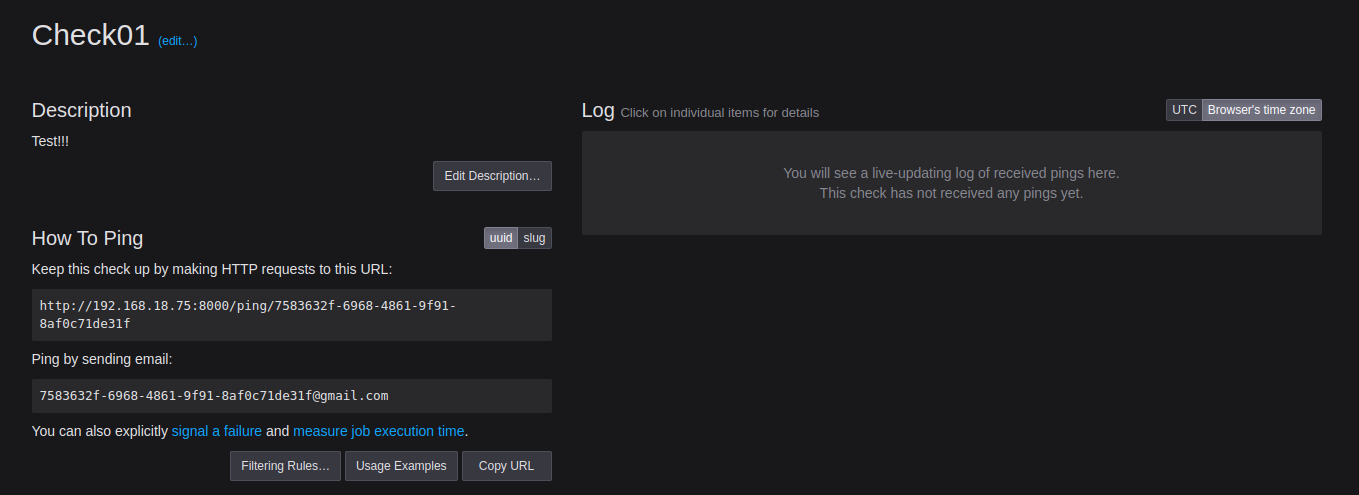 Check01 (edit…)
Description
Test!!!
Edit Description…
How To Ping
uuid slug
Keep this check up by making HTTP requests to this URL:
http://192.168.18.75:8000/ping/7583632f-6968-4861-9f91-
8af0c71de31f
Ping by sending email:
7583632f-6968-4861-9f91-8af0c71de31f@gmail.com
You can also explicitly signal a failure and measure job execution time.
Filtering Rules… Usage Examples Copy URL
Log Click on individual items for details
UTC Browser's time zone
You will see a live-updating log of received pings here.
This check has not received any pings yet.